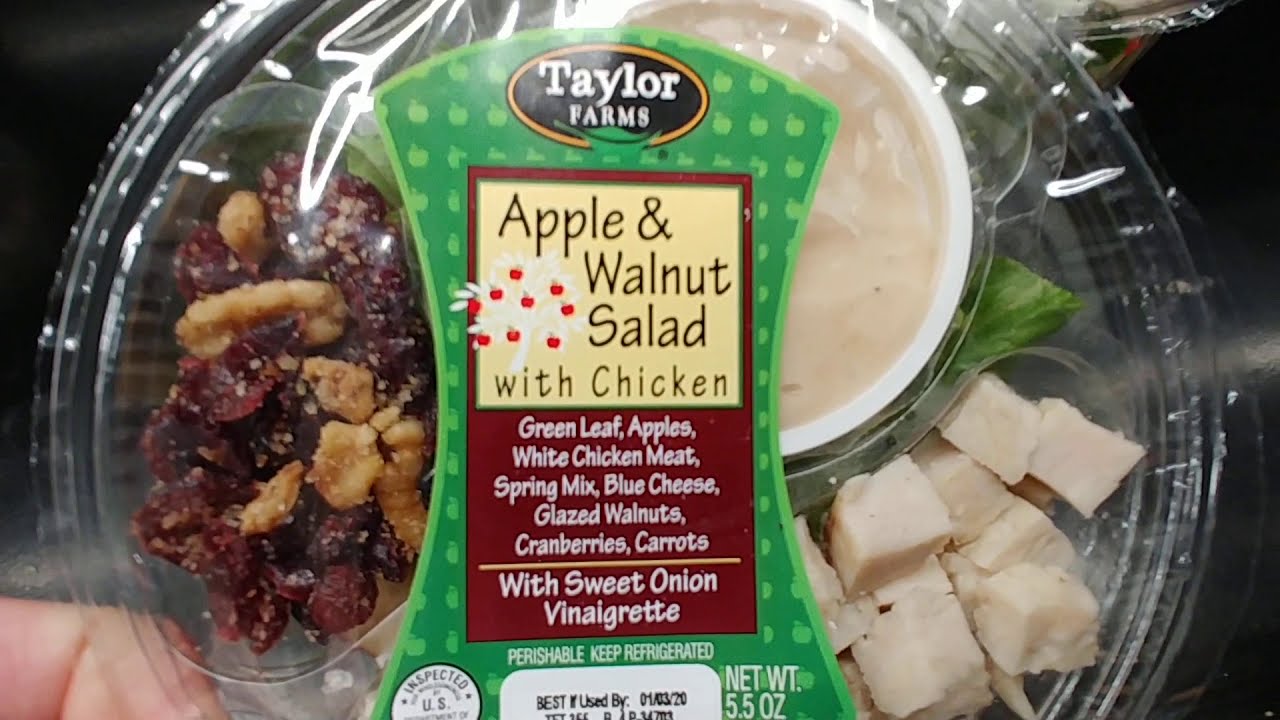 Taylor
FARMS
Apple &
Walnut
Salad
with Chicken
Green Leaf, Apples,
White Chicken Meat,
Spring Mix, Blue Cheese,
Glazed Walnuts,
Cranberries, Carrots
With Sweet Onion
Vinaigrette
PERISHABLE KEEP REFRIGERATED
INSPECTED
U.S.
DEPARTMENT OF
BEST If Used By: 01/03/20
NET WT.
5.5 OZ